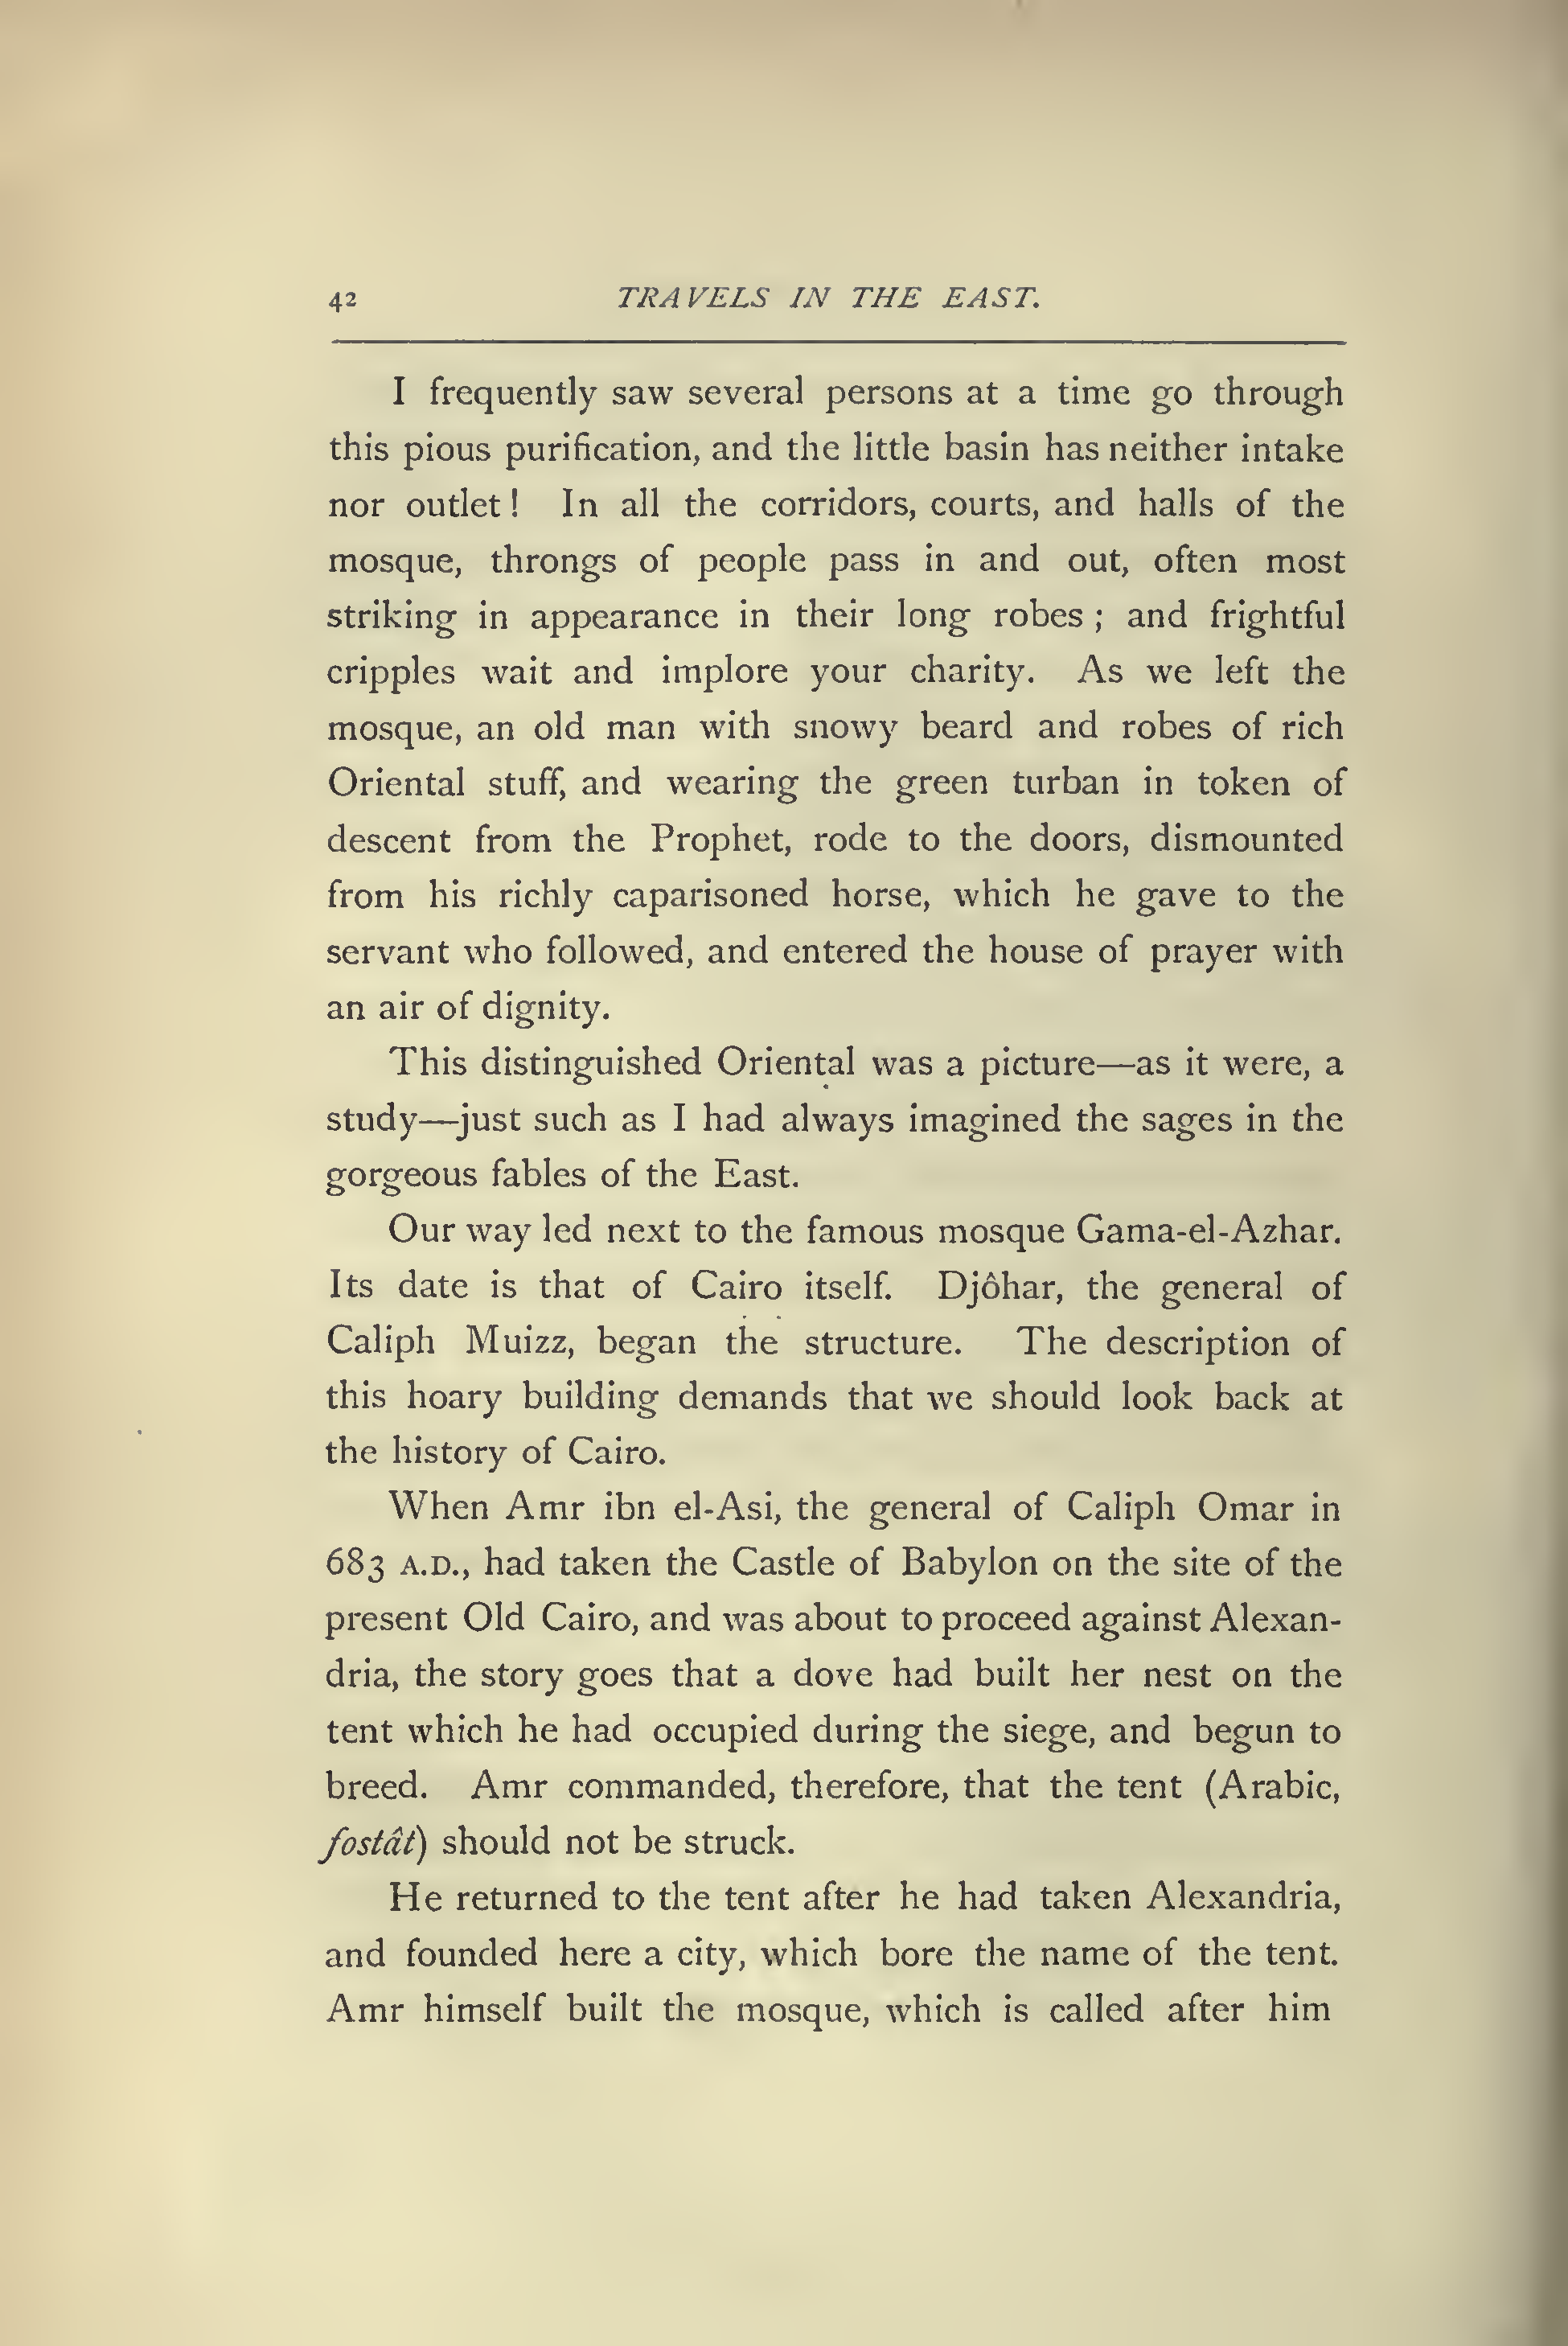 42 TRAVELS IN THE EAST.
I frequently saw several persons at a time go through
this pious purification, and the little basin has neither intake
nor outlet! In all the corridors, courts, and halls of the
mosque, throngs of people pass in and out, often most
striking in appearance in their long robes; and frightful
cripples wait and implore your charity. As we left the
mosque, an old man with snowy beard and robes of rich
Oriental stuff, and wearing the green turban in token of
descent from the Prophet, rode to the doors, dismounted
from his richly caparisoned horse, which he gave to the
servant who followed, and entered the house of prayer with
an air of dignity.
This distinguished Oriental was a picture—as it were, a
study—just such as I had always imagined the sages in the
gorgeous fables of the East.
Our way led next to the famous mosque Gama-el-Azhar.
Its date is that of Cairo itself. Djôhar, the general of
Caliph Muizz, began the structure. The description of
this hoary building demands that we should look back at
the history of Cairo.
When Amr ibn el-Asi, the general of Caliph Omar in
683 A.D., had taken the Castle of Babylon on the site of the
present Old Cairo, and was about to proceed against Alexan-
dria, the story goes that a dove had built her nest on the
tent which he had occupied during the siege, and begun to
breed. Amr commanded, therefore, that the tent (Arabic,
fostât) should not be struck.
He returned to the tent after he had taken Alexandria,
and founded here a city, which bore the name of the tent.
Amr himself built the mosque, which is called after him